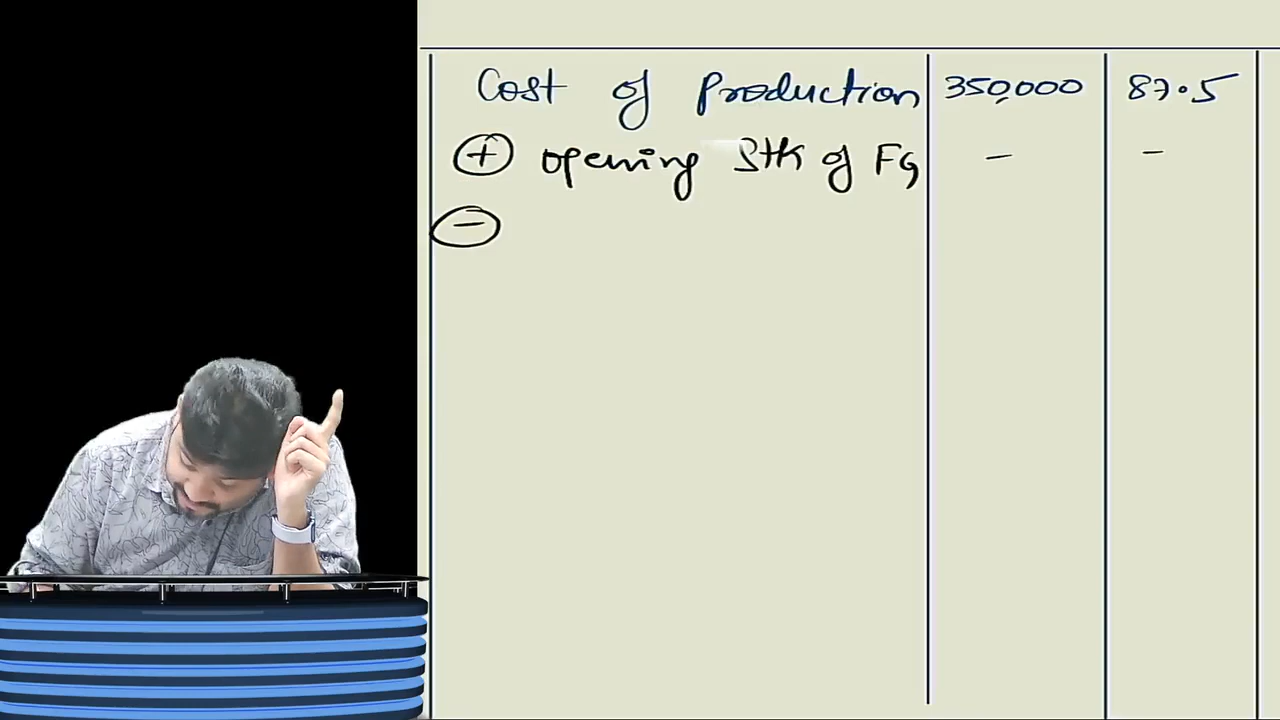 Cost of Production 350,000 87.5
+ opening Stk of FG - -
-